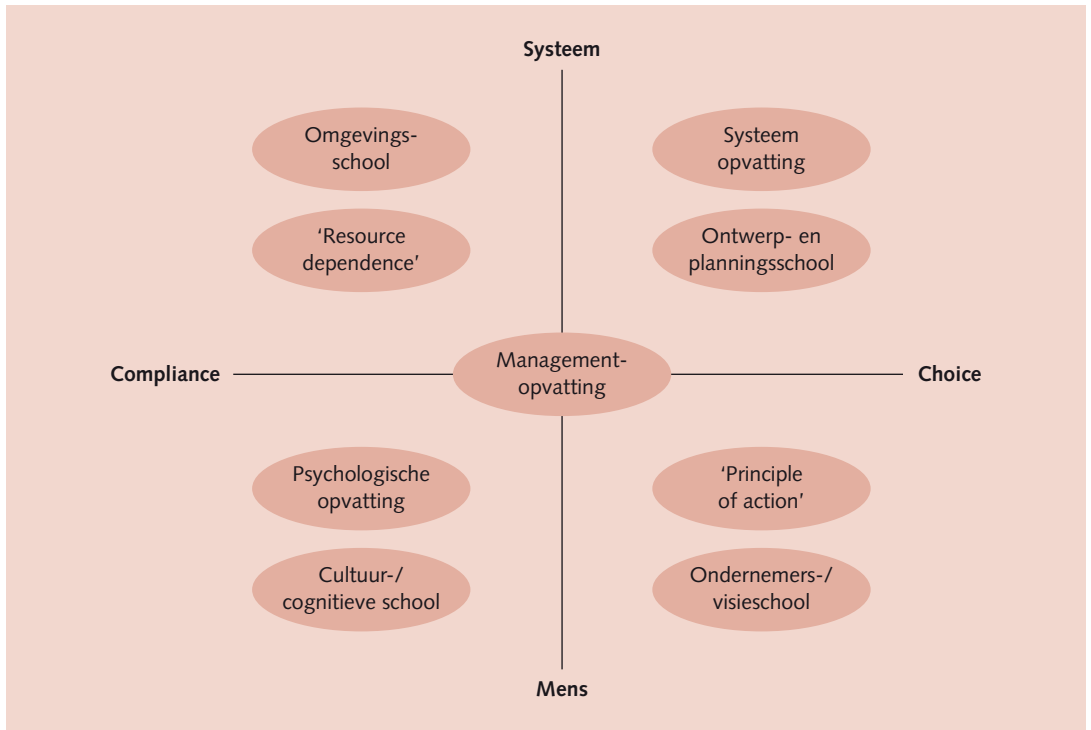 Systeem
Omgevings-
school
Systeem
opvatting
‘Resource
dependence’
Ontwerp- en
planningsschool
Compliance
Management-
opvatting
Choice
Psychologische
opvatting
‘Principle
of action’
Cultuur-/
cognitieve school
Ondernemers-/
visieschool
Mens